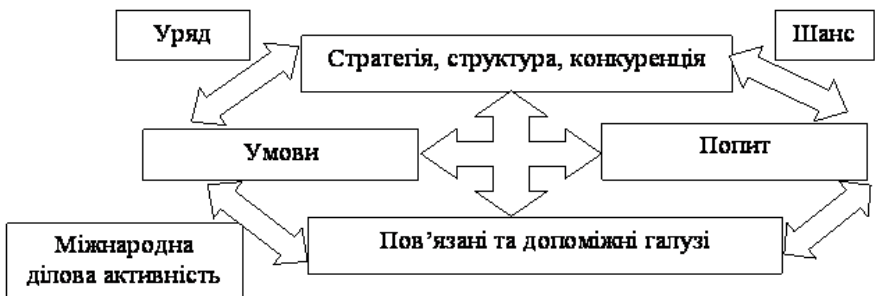 Уряд
Шанс
Стратегія, структура, конкуренція
Умови
Попит
Пов’язані та допоміжні галузі
Міжнародна
ділова активність